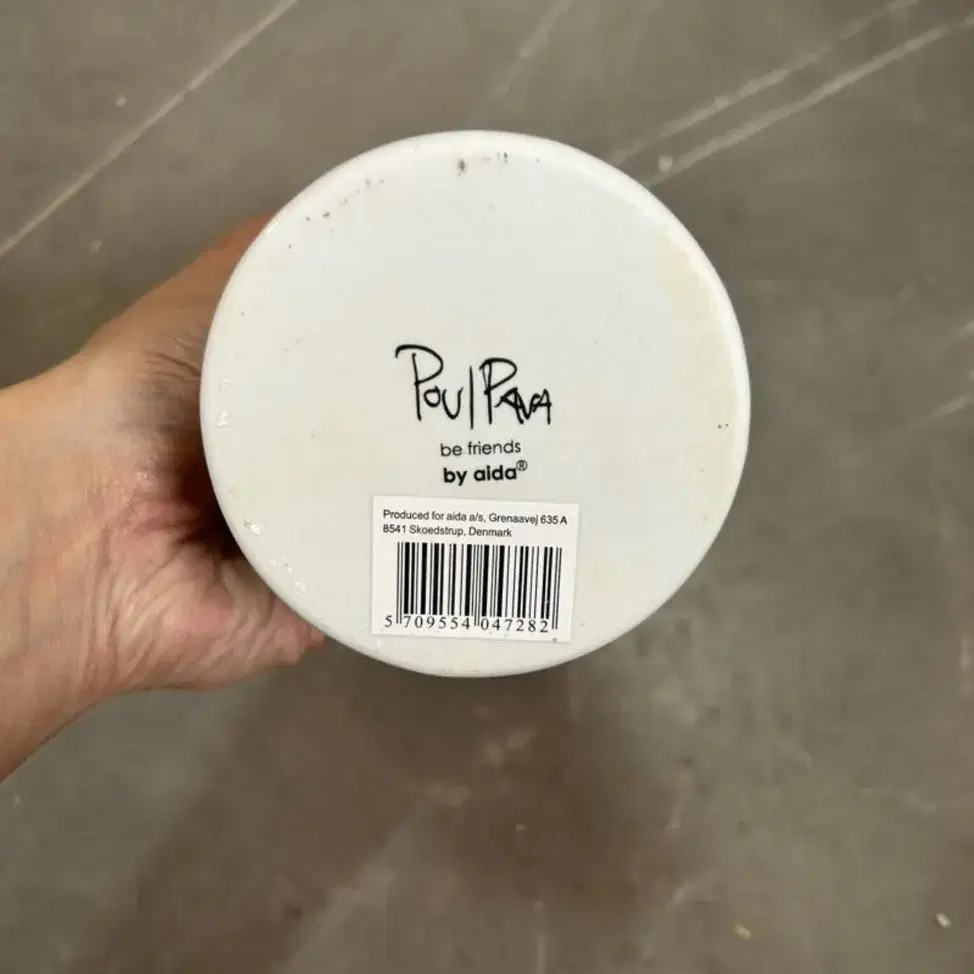 Poul Pava
be friends
by aida®
Produced for aida a/s, Grenaavej 635 A
8541 Skoedstrup, Denmark
5 709554 047282